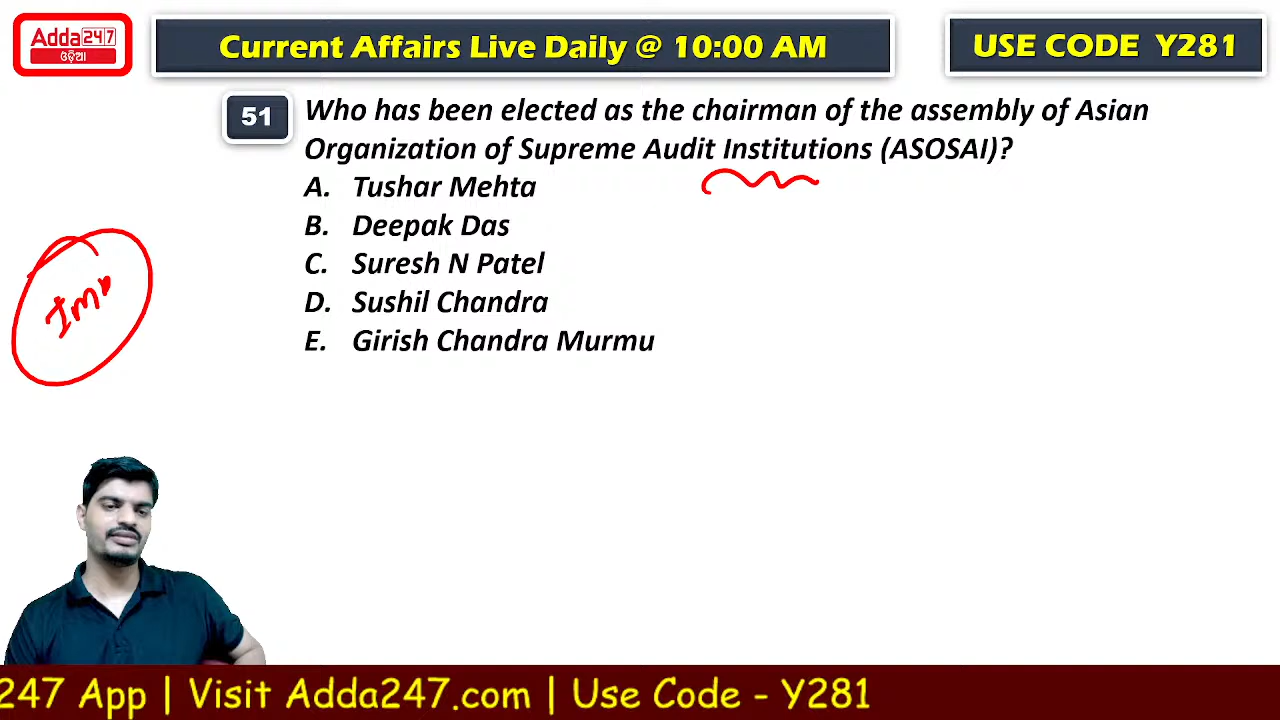 Adda247
ଓଡ଼ିଆ
Current Affairs Live Daily @ 10:00 AM
USE CODE Y281
51 Who has been elected as the chairman of the assembly of Asian
Organization of Supreme Audit Institutions (ASOSAI)?
A. Tushar Mehta
B. Deepak Das
C. Suresh N Patel
D. Sushil Chandra
E. Girish Chandra Murmu
Imp
247 App | Visit Adda247.com | Use Code - Y281